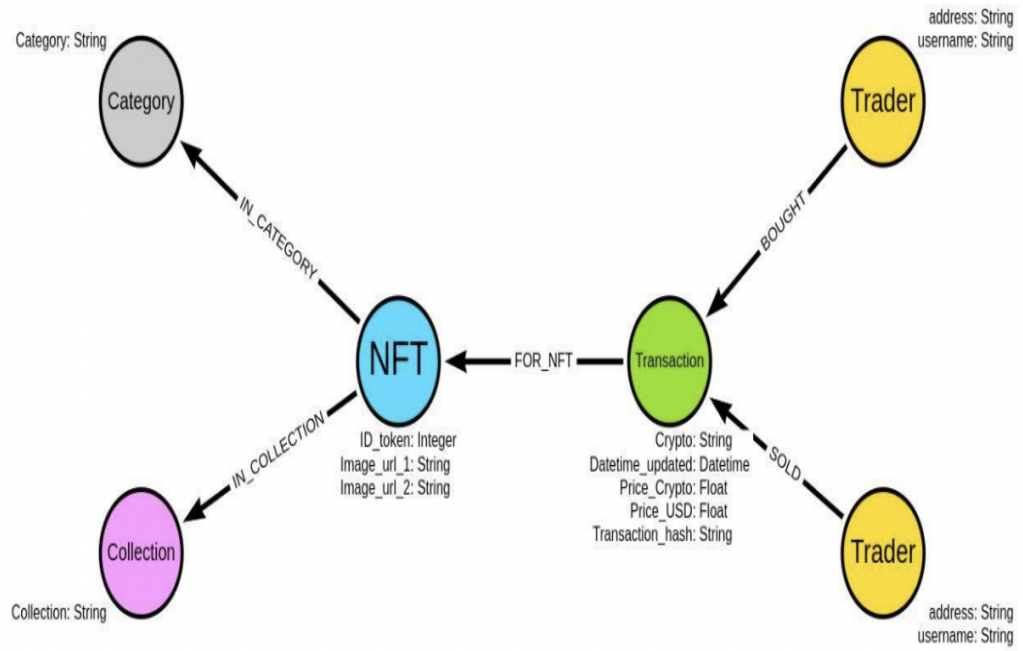 Category: String
Category
address: String
username: String
Trader
IN_CATEGORY
BOUGHT
NFT
FOR_NFT
Transaction
ID_token: Integer
Image_url_1: String
Image_url_2: String
Crypto: String
Datetime_updated: Datetime
Price_Crypto: Float
Price_USD: Float
Transaction_hash: String
IN_COLLECTION
SOLD
Collection
Collection: String
Trader
address: String
username: String